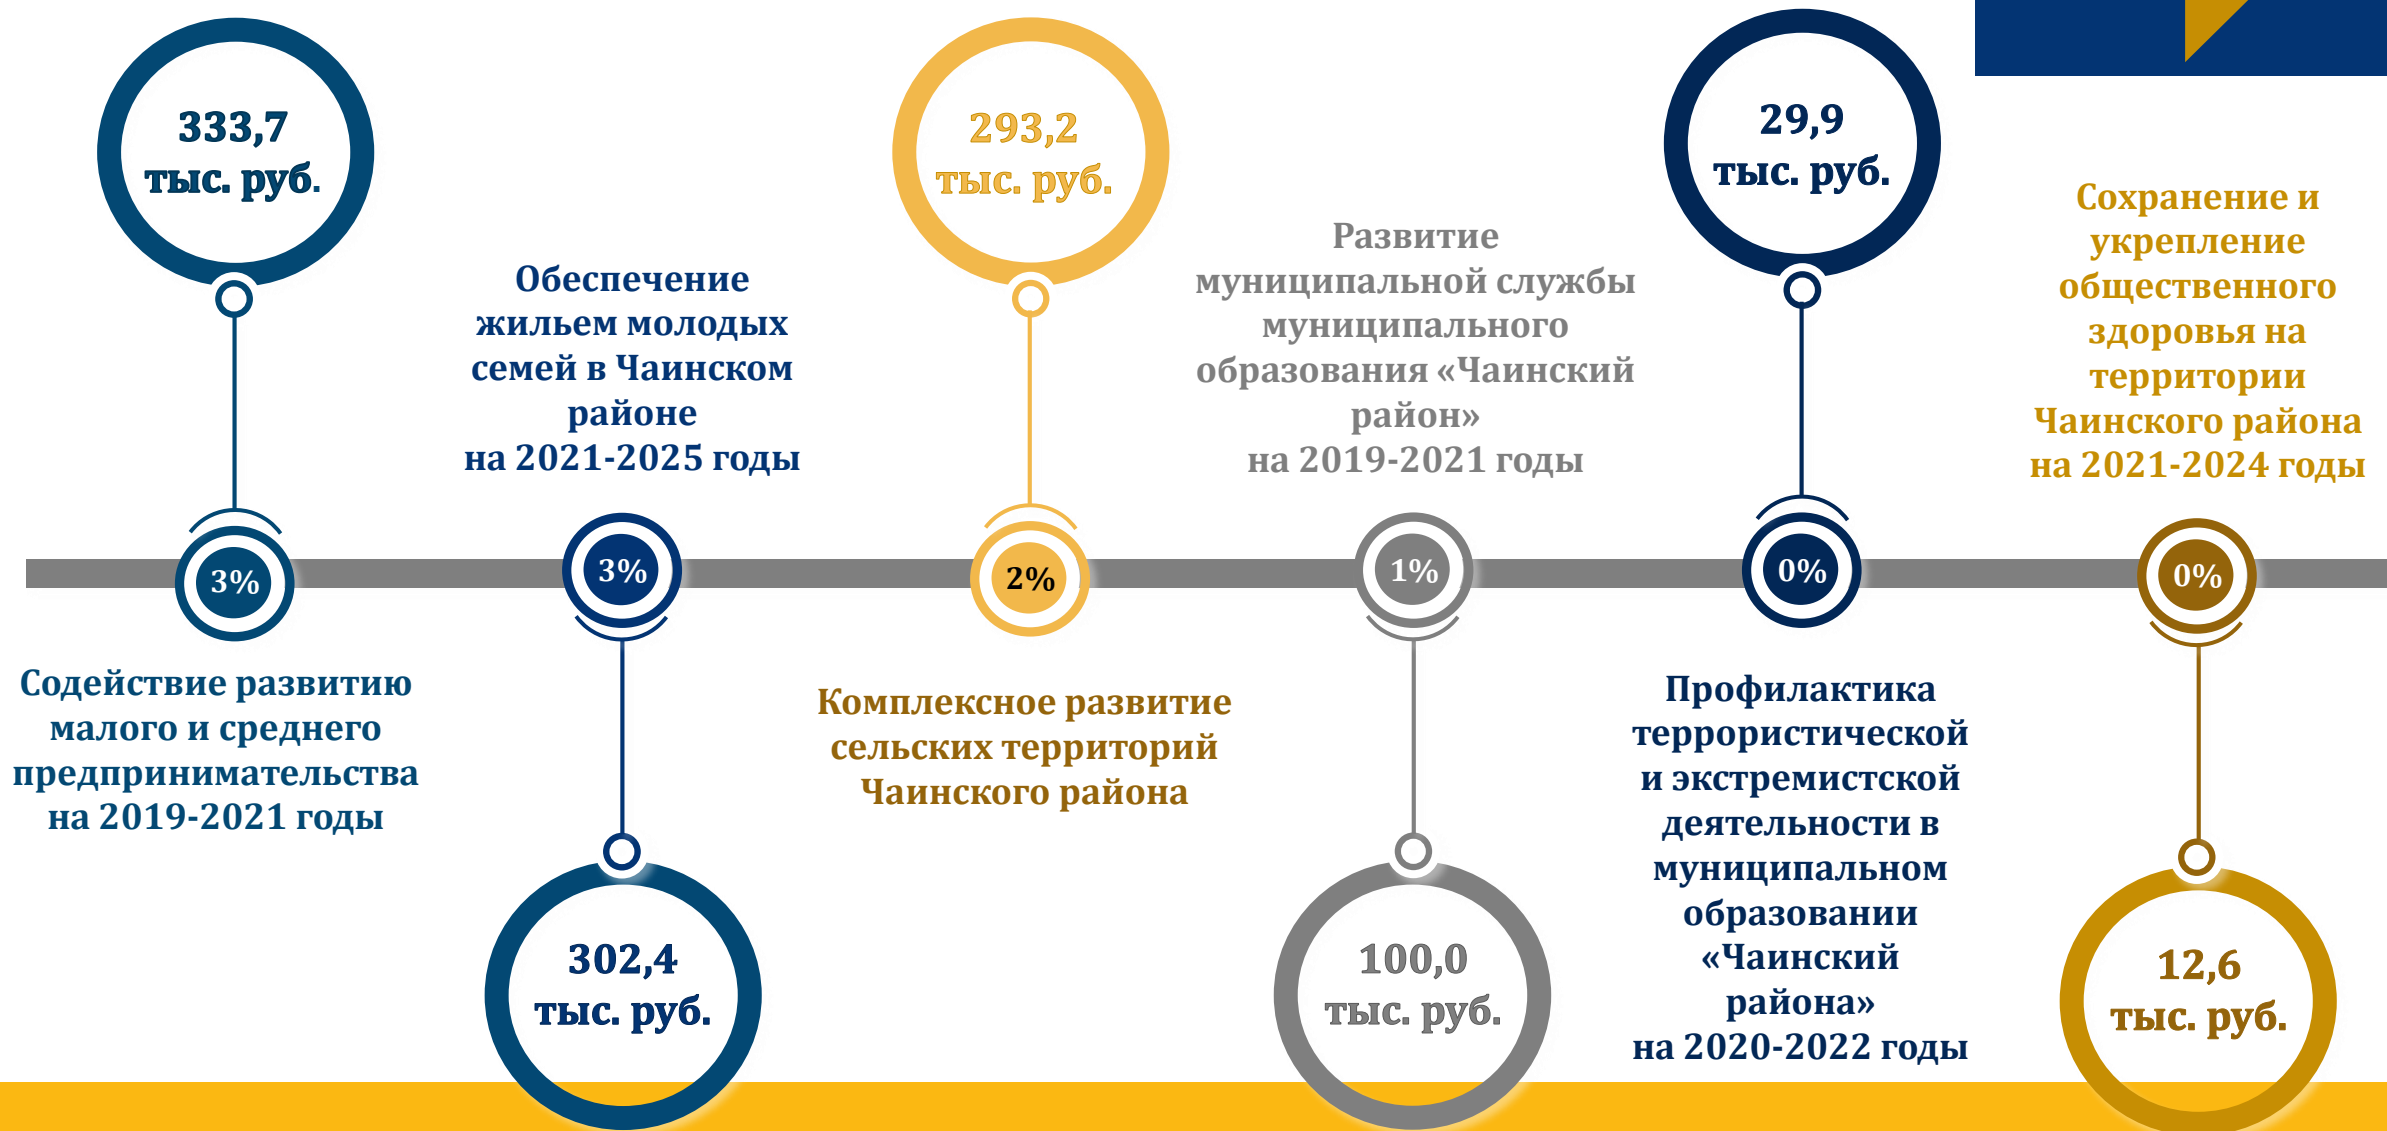 333,7
тыс. руб.
3%
Содействие развитию
малого и среднего
предпринимательства
на 2019-2021 годы
Обеспечение
жильем молодых
семей в Чаинском
районе
на 2021-2025 годы
3%
302,4
тыс. руб.
293,2
тыс. руб.
2%
Комплексное развитие
сельских территорий
Чаинского района
Развитие
муниципальной службы
муниципального
образования «Чаинский
район»
на 2019-2021 годы
1%
100,0
тыс. руб.
29,9
тыс. руб.
0%
Профилактика
террористической
и экстремистской
деятельности в
муниципальном
образовании
«Чаинский
района»
на 2020-2022 годы
Сохранение и
укрепление
общественного
здоровья на
территории
Чаинского района
на 2021-2024 годы
0%
12,6
тыс. руб.